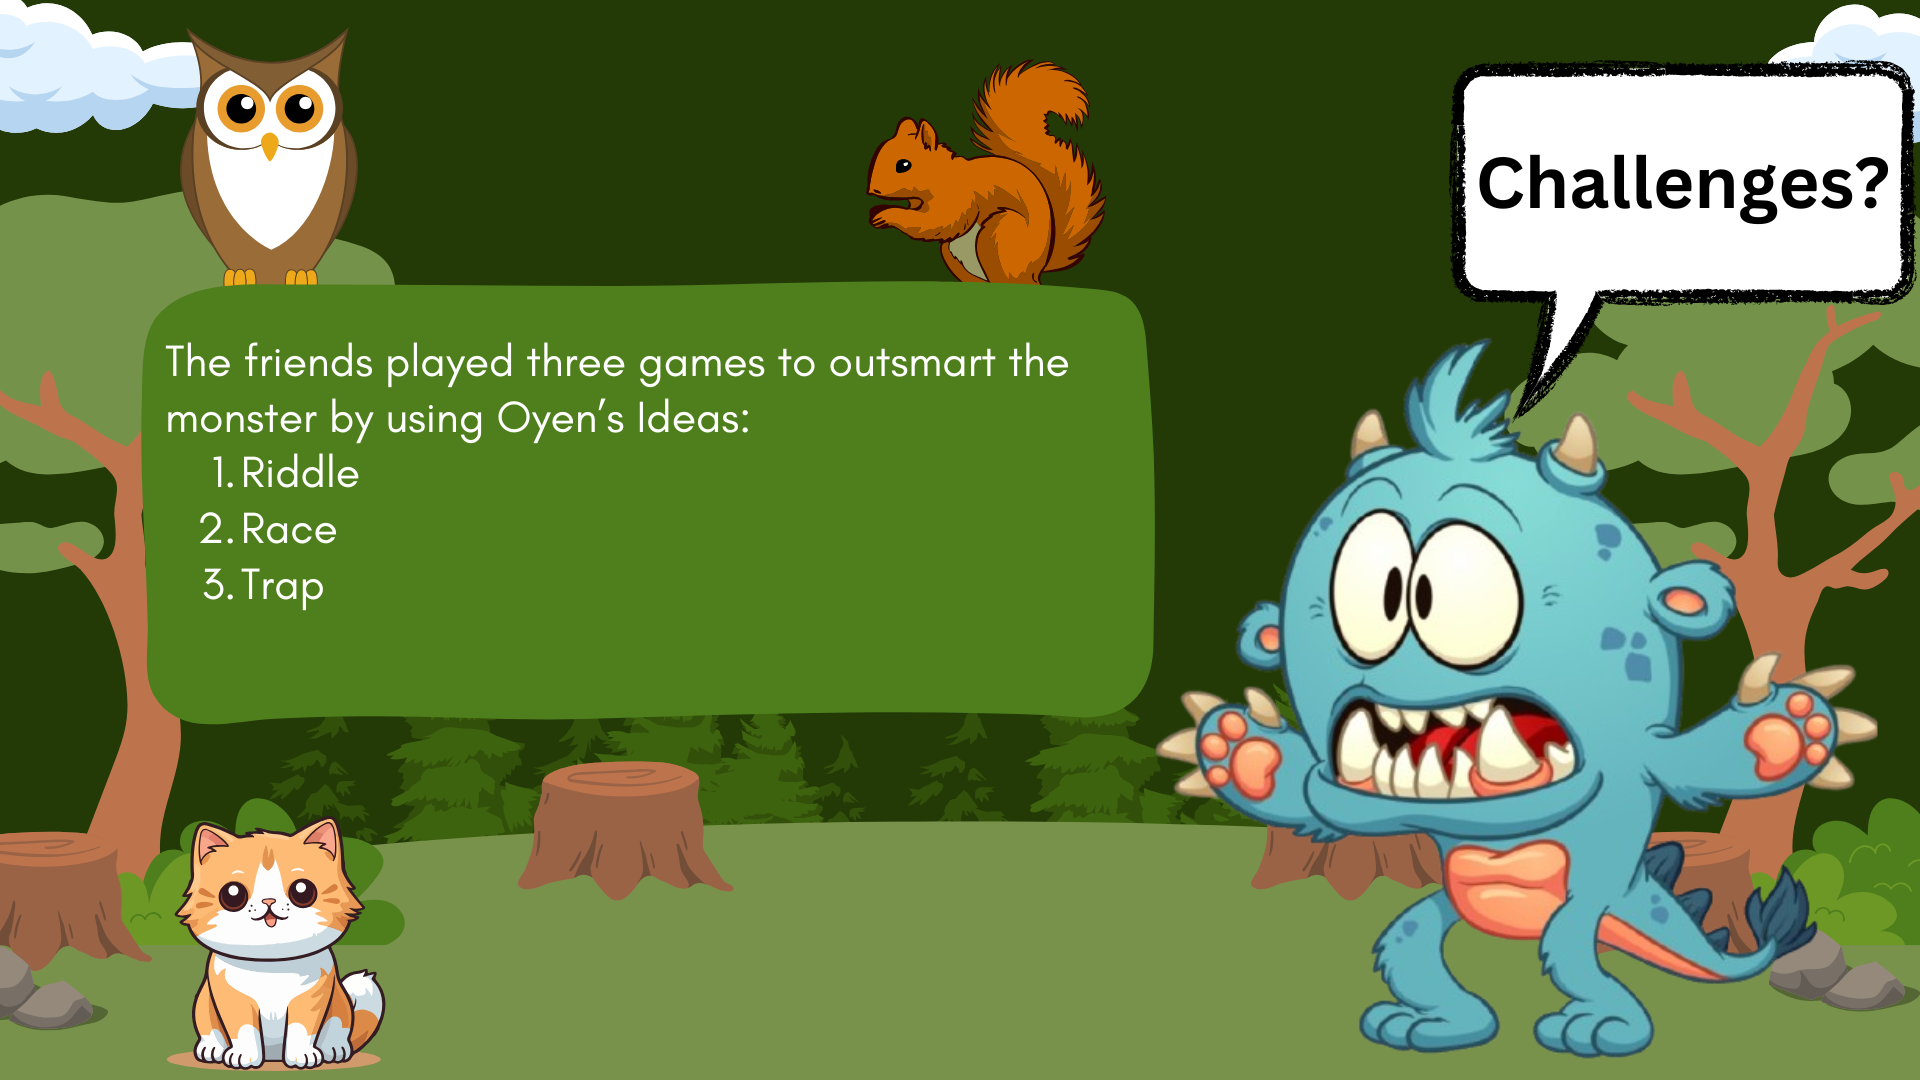 Challenges?
The friends played three games to outsmart the
monster by using Oyen’s Ideas:
1. Riddle
2. Race
3. Trap